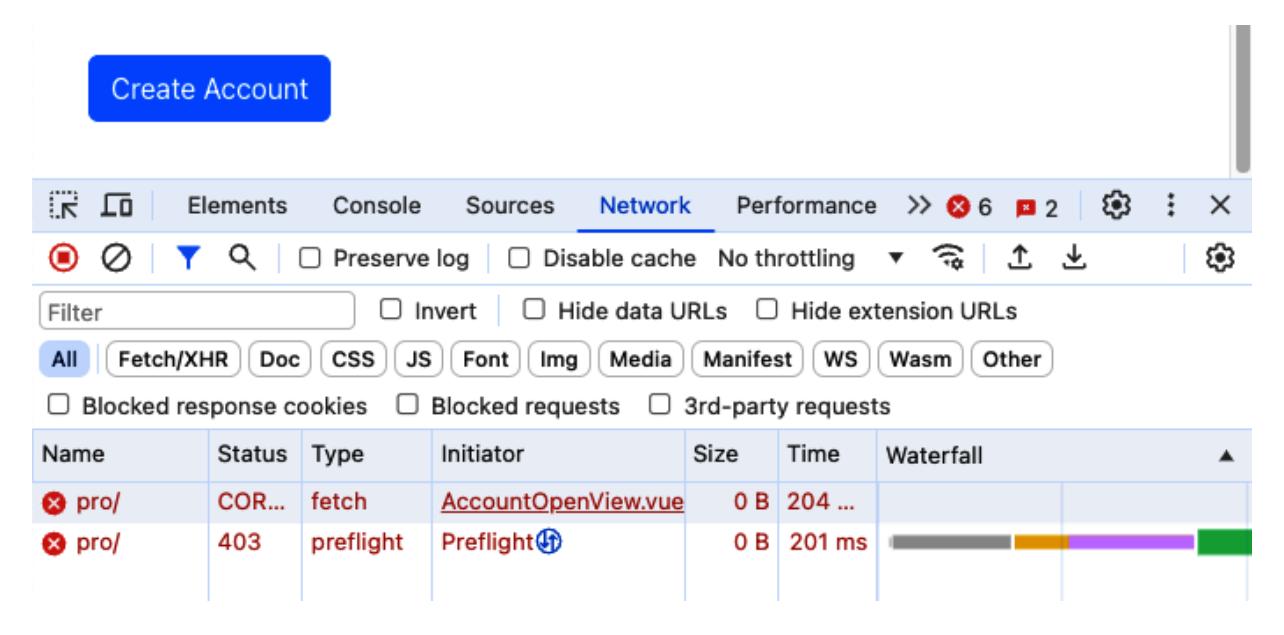 Create Account
Elements Console Sources Network Performance 6 2
Preserve log Disable cache No throttling
Filter Invert Hide data URLs Hide extension URLs
All Fetch/XHR Doc CSS JS Font Img Media Manifest WS Wasm Other
Blocked response cookies Blocked requests 3rd-party requests
Name Status Type Initiator Size Time Waterfall
pro/ COR... fetch AccountOpenView.vue 0 B 204 ...
pro/ 403 preflight Preflight 0 B 201 ms